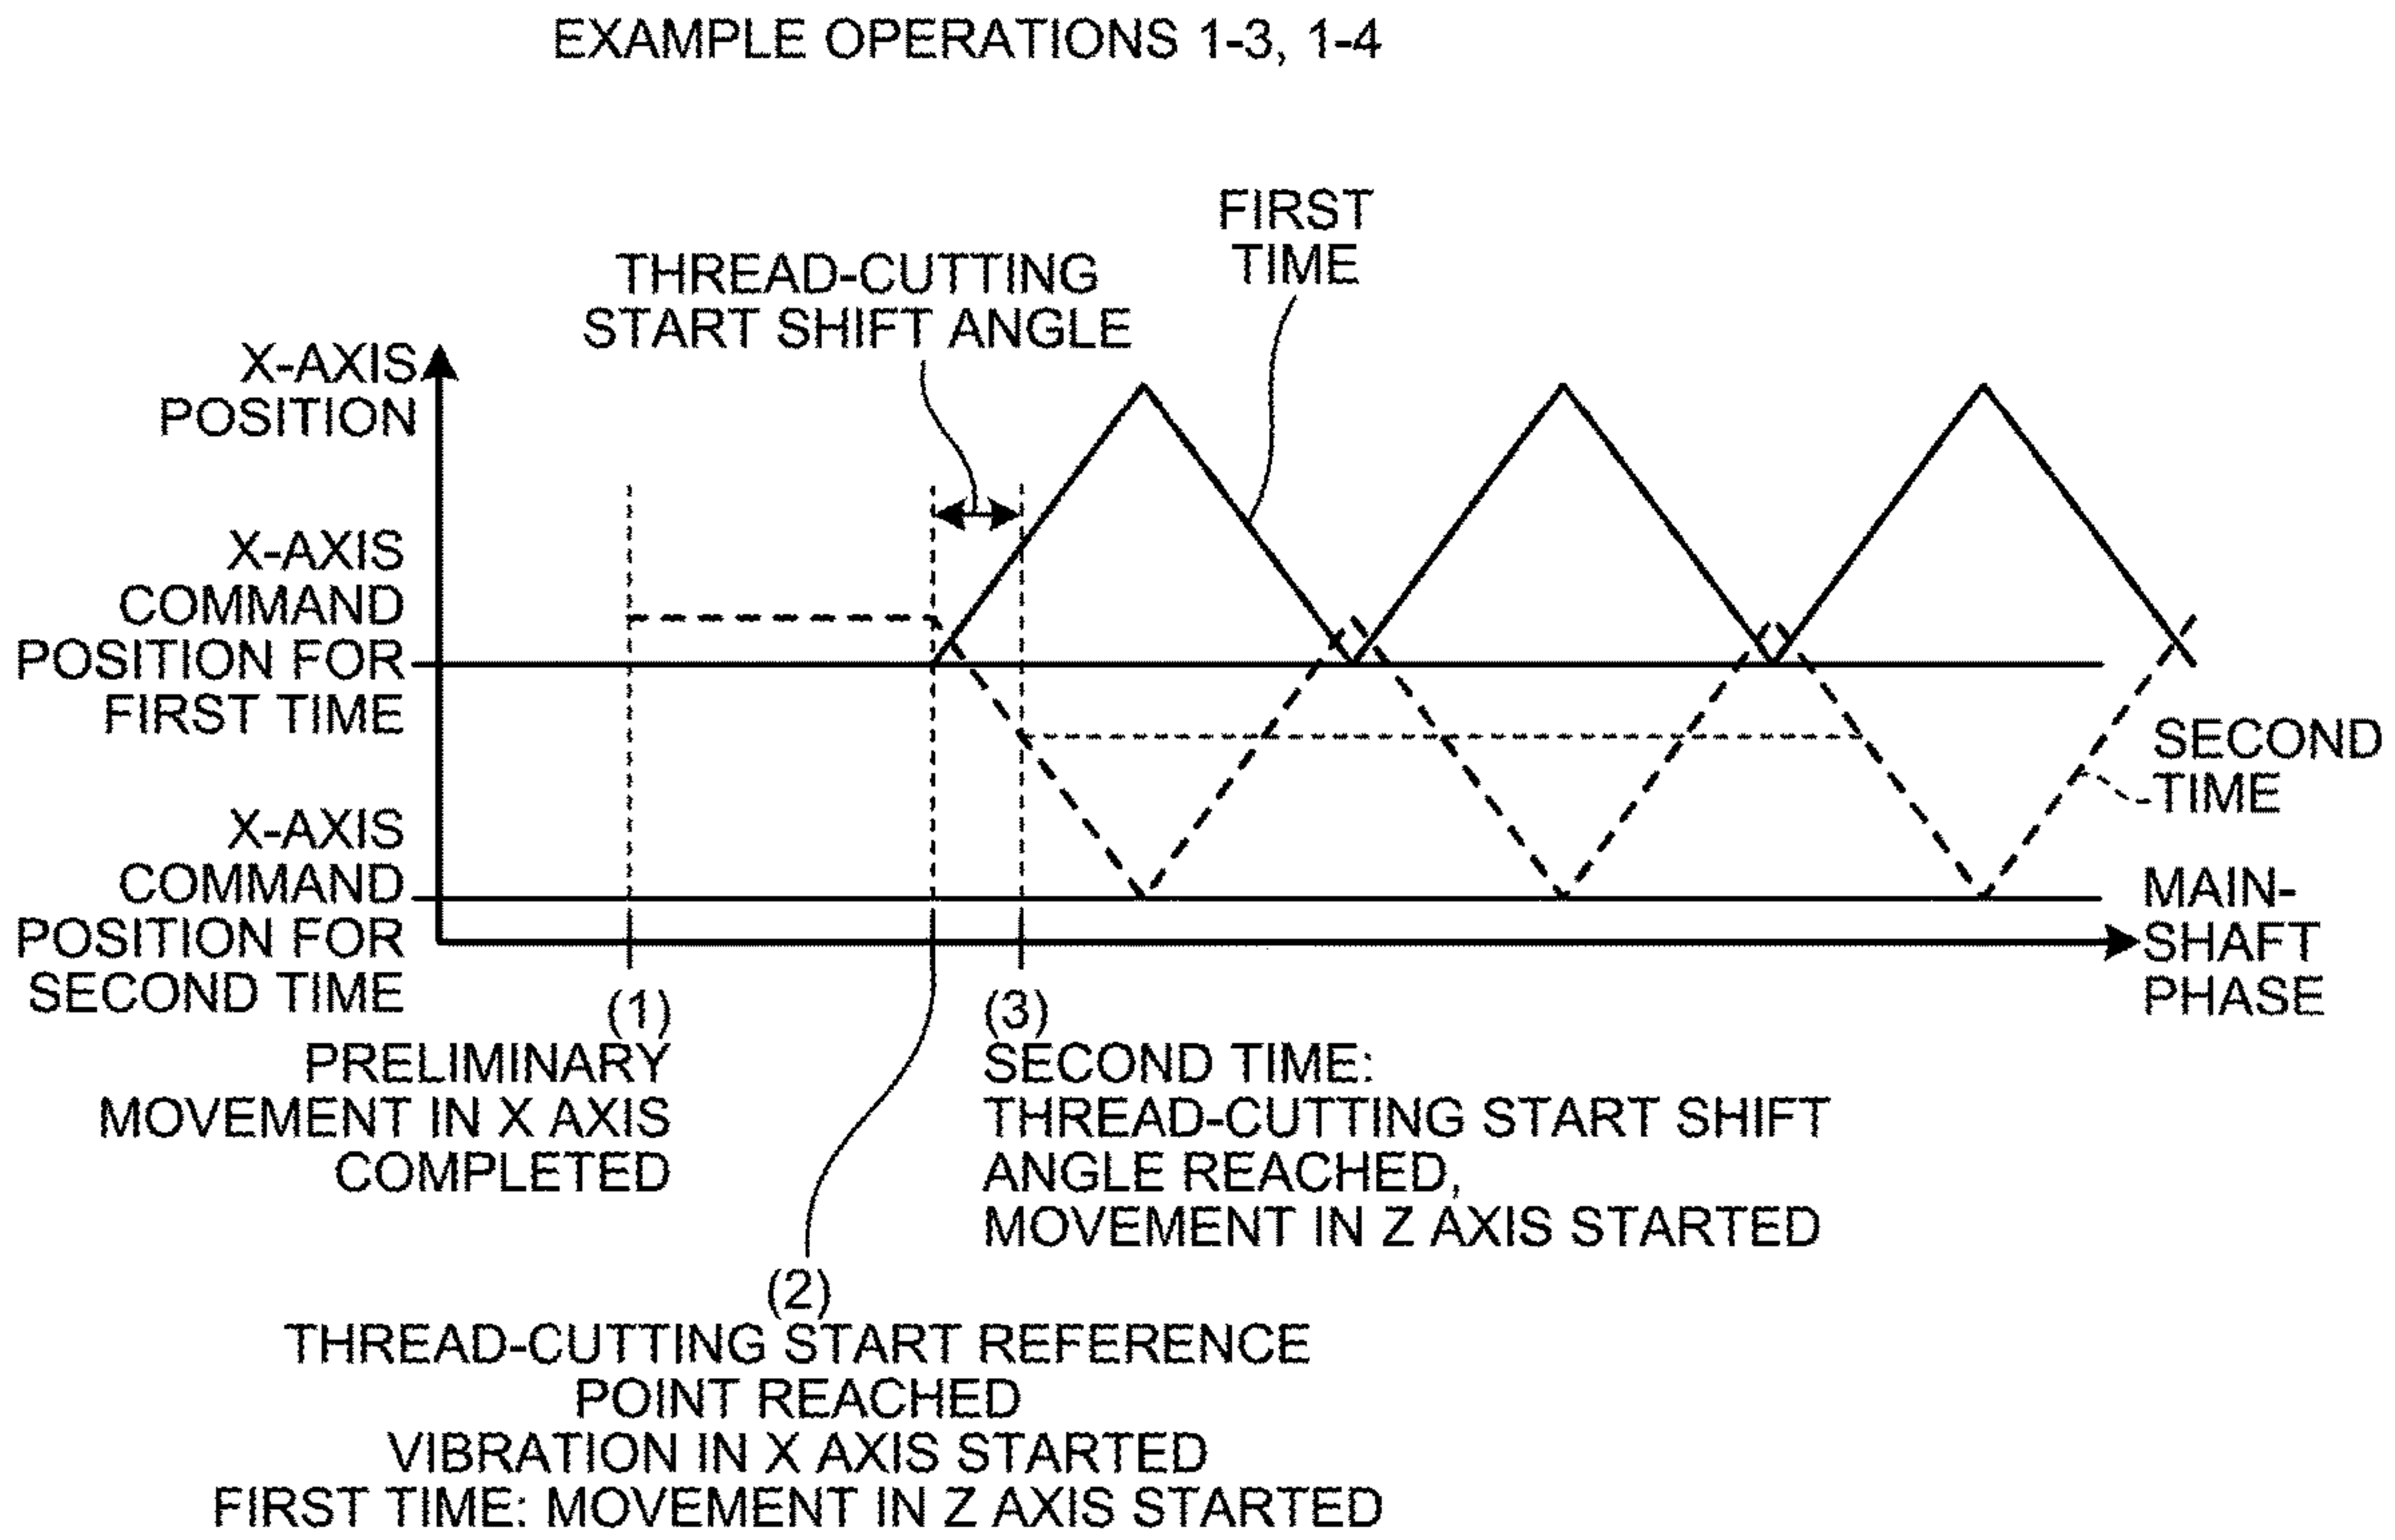 EXAMPLE OPERATIONS 1-3, 1-4
FIRST
TIME
THREAD-CUTTING
START SHIFT ANGLE
X-AXIS
POSITION
X-AXIS
COMMAND
POSITION FOR
FIRST TIME
SECOND
TIME
X-AXIS
COMMAND
POSITION FOR
SECOND TIME
MAIN-
SHAFT
PHASE
(1)
PRELIMINARY
MOVEMENT IN X AXIS
COMPLETED
(3)
SECOND TIME:
THREAD-CUTTING START SHIFT
ANGLE REACHED,
MOVEMENT IN Z AXIS STARTED
(2)
THREAD-CUTTING START REFERENCE
POINT REACHED
VIBRATION IN X AXIS STARTED
FIRST TIME: MOVEMENT IN Z AXIS STARTED